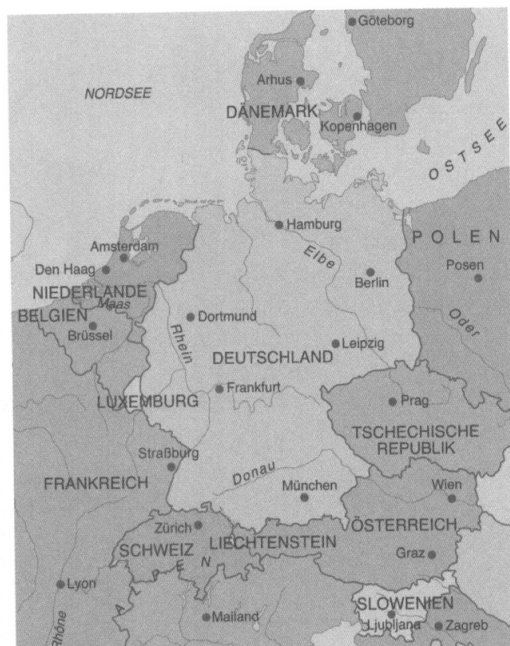 Göteborg
Arhus
NORDSEE
DÄNEMARK
Kopenhagen
OSTSEE
Hamburg
Elbe
POLEN
Amsterdam
Den Haag
Berlin
Posen
NIEDERLANDE
Maas
BELGIEN
Brüssel
Dortmund
Rhein
Oder
DEUTSCHLAND
Leipzig
Frankfurt
LUXEMBURG
Prag
TSCHECHISCHE
REPUBLIK
Straßburg
Donau
FRANKREICH
München
Wien
Zürich
ÖSTERREICH
LIECHTENSTEIN
SCHWEIZ
Graz
ALPEN
Lyon
SLOWENIEN
Mailand
Ljubljana
Zagreb
Rhône